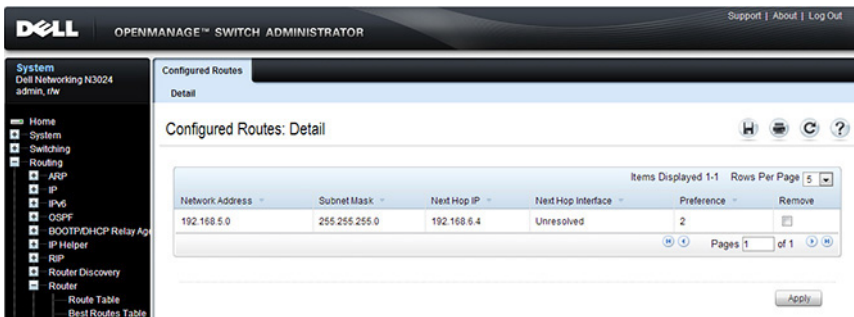 Support | About | Log Out
DELL OPENMANAGE™ SWITCH ADMINISTRATOR
System
Dell Networking N3024
admin, r/w
Home
System
Switching
Routing
ARP
IP
IPv6
OSPF
BOOTP/DHCP Relay Age
IP Helper
RIP
Router Discovery
Router
Route Table
Best Routes Table
Configured Routes
Detail
Configured Routes: Detail
Items Displayed 1-1 Rows Per Page 5
Network Address Subnet Mask Next Hop IP Next Hop Interface Preference Remove
192.168.5.0 255.255.255.0 192.168.6.4 Unresolved 2
Pages 1 of 1
Apply